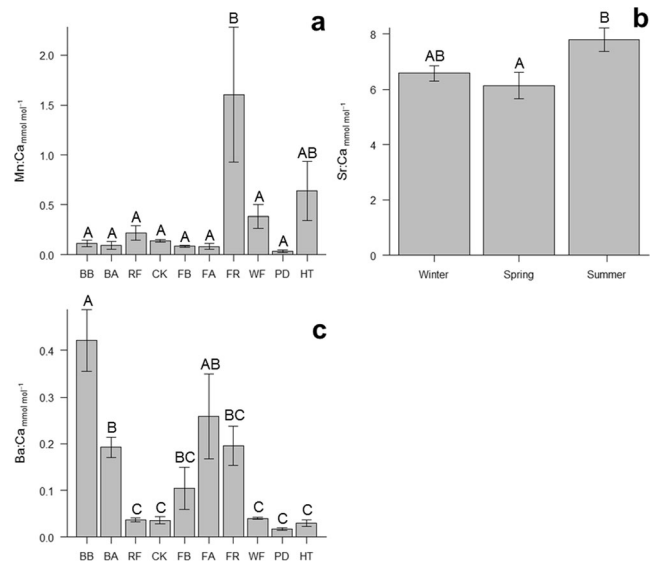 a
Mn:Ca mmol mol⁻¹
2.0
1.5
1.0
0.5
0.0
A A A A A A B A A AB
BB BA RF CK FB FA FR WF PD HT
b
Sr:Ca mmol mol⁻¹
8
6
4
2
0
AB A B
Winter Spring Summer
c
Ba:Ca mmol mol⁻¹
0.4
0.3
0.2
0.1
0.0
A B C C BC AB BC C C C
BB BA RF CK FB FA FR WF PD HT